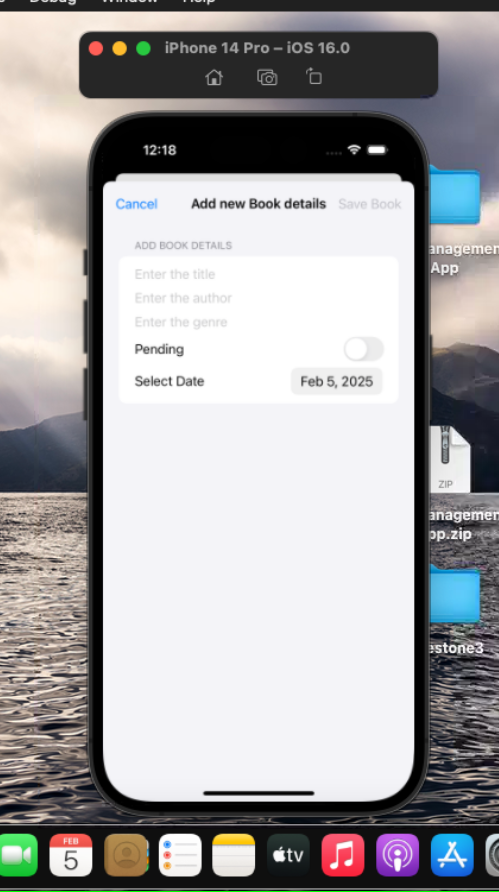 Debug Window Help
iPhone 14 Pro – iOS 16.0
12:18
Cancel Add new Book details Save Book
ADD BOOK DETAILS
Enter the title
Enter the author
Enter the genre
Pending
Select Date Feb 5, 2025
anagemen
App
ZIP
anagemen
pp.zip
estone3
FEB
5
tv